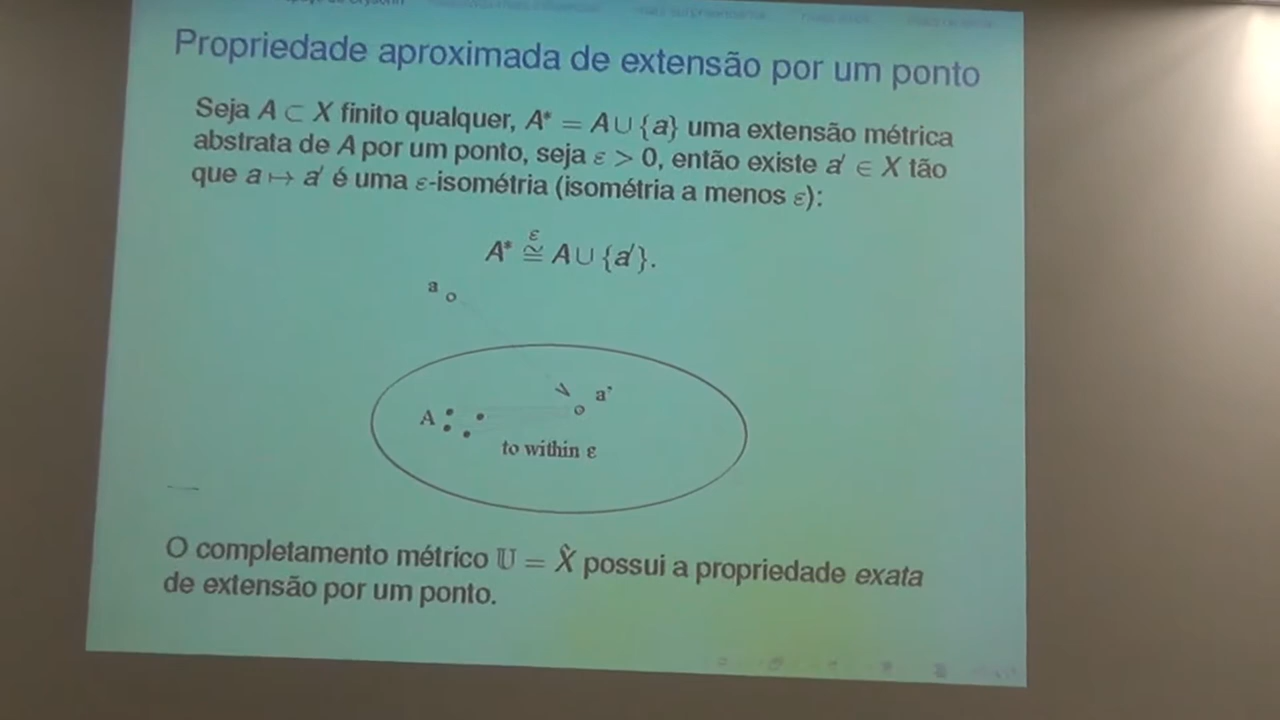 Propriedade aproximada de extensão por um ponto
Seja A ⊂ X finito qualquer, A* = A ∪ {a} uma extensão métrica
abstrata de A por um ponto, seja ε > 0, então existe a′ ∈ X tão
que a ↦ a′ é uma ε-isométria (isométria a menos ε):
ε
A* ≅ A ∪ {a′}.
a
a’
A
to within ε
O completamento métrico 𝕌 = X̂ possui a propriedade exata
de extensão por um ponto.